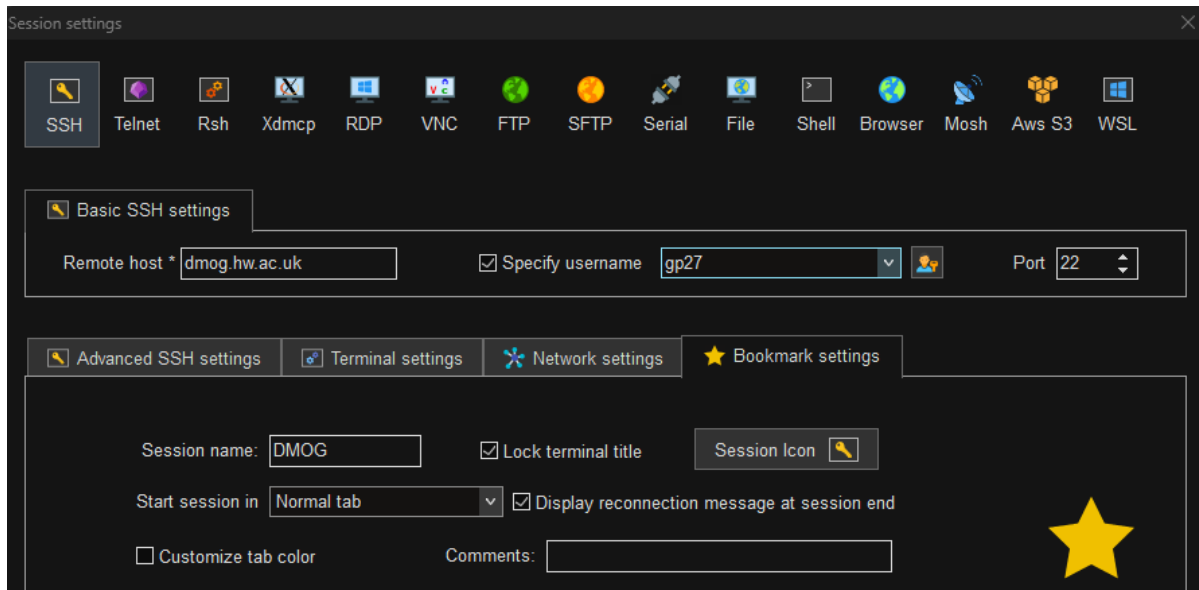 Session settings
SSH Telnet Rsh Xdmcp RDP VNC FTP SFTP Serial File Shell Browser Mosh Aws S3 WSL
Basic SSH settings
Remote host * dmog.hw.ac.uk Specify username gp27 Port 22
Advanced SSH settings Terminal settings Network settings Bookmark settings
Session name: DMOG Lock terminal title Session Icon
Start session in Normal tab Display reconnection message at session end
Customize tab color Comments: